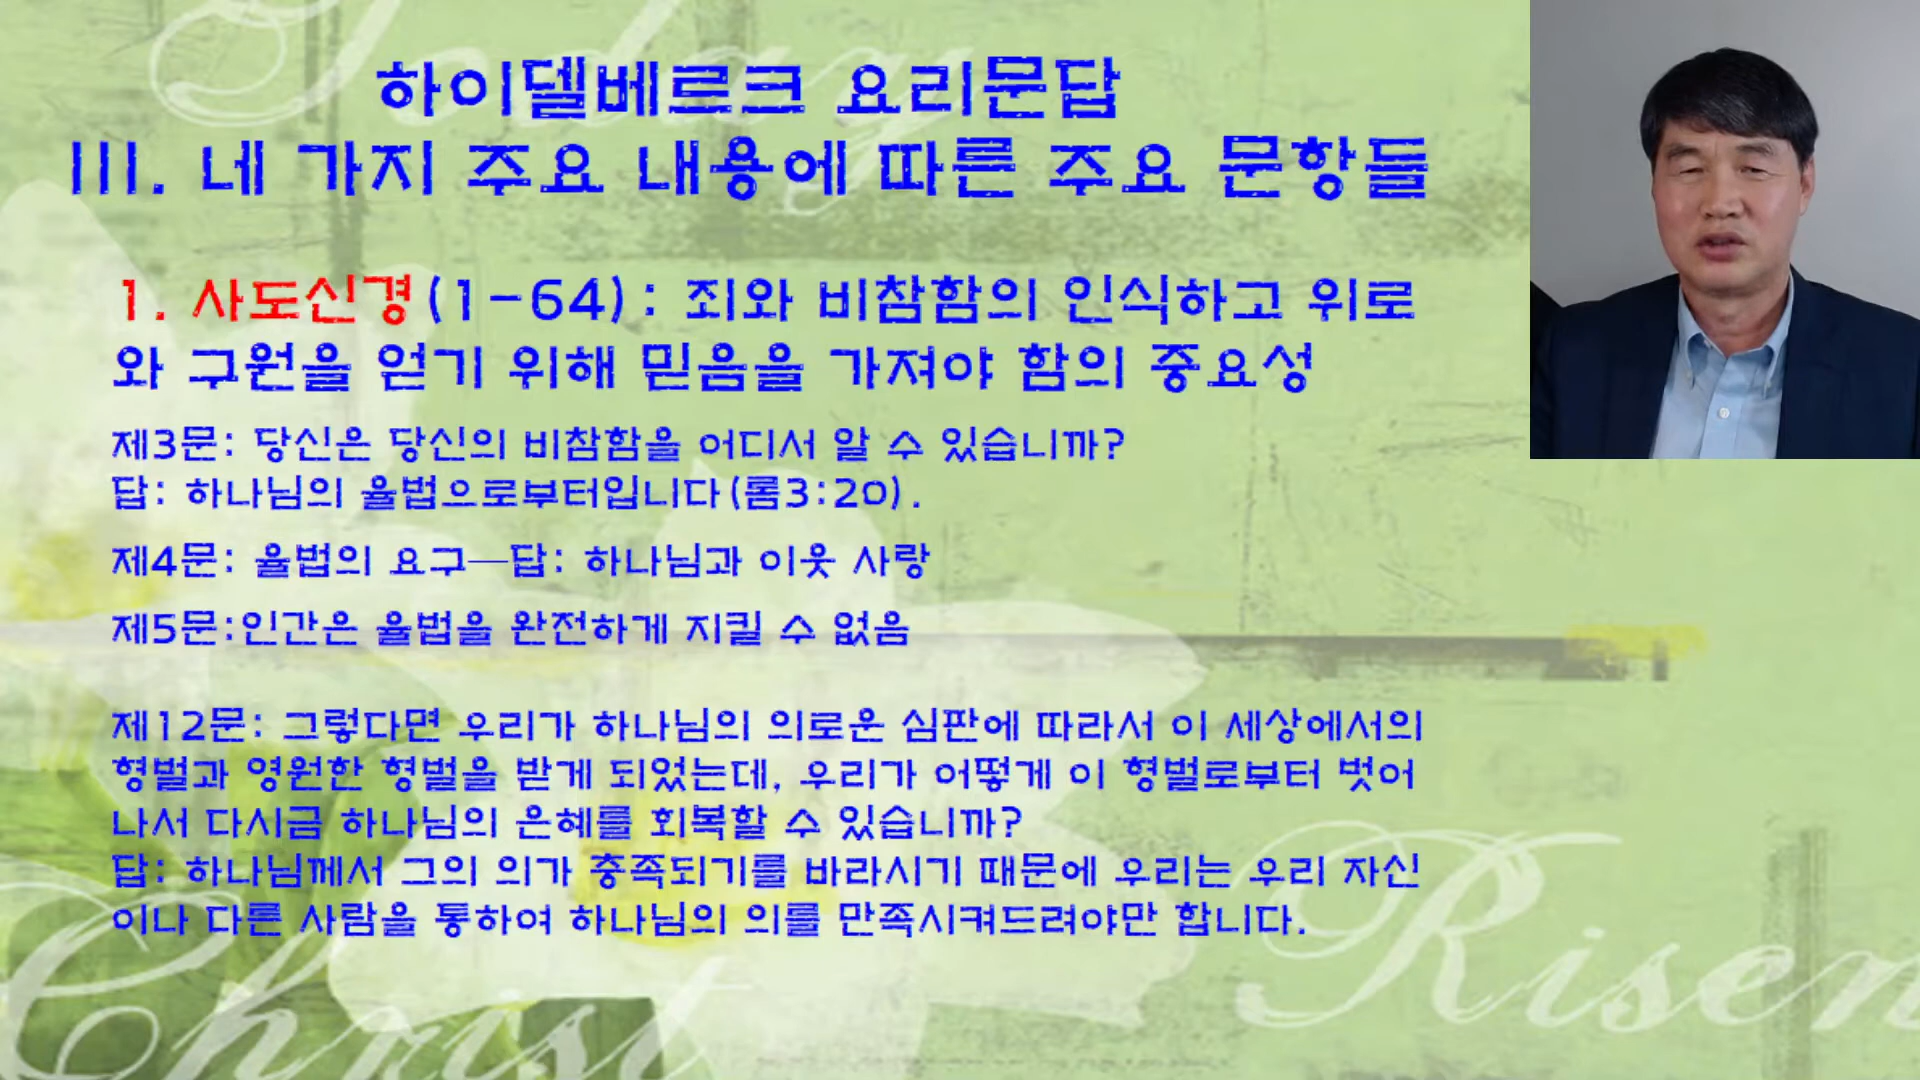 Today
하이델베르크 요리문답
III. 네 가지 주요 내용에 따른 주요 문항들
1. 사도신경(1-64): 죄와 비참함의 인식하고 위로
와 구원을 얻기 위해 믿음을 가져야 함의 중요성
제3문: 당신은 당신의 비참함을 어디서 알 수 있습니까?
답: 하나님의 율법으로부터입니다(롬3:20).
제4문: 율법의 요구—답: 하나님과 이웃 사랑
제5문:인간은 율법을 완전하게 지킬 수 없음
제12문: 그렇다면 우리가 하나님의 의로운 심판에 따라서 이 세상에서의
형벌과 영원한 형벌을 받게 되었는데, 우리가 어떻게 이 형벌로부터 벗어
나서 다시금 하나님의 은혜를 회복할 수 있습니까?
답: 하나님께서 그의 의가 충족되기를 바라시기 때문에 우리는 우리 자신
이나 다른 사람을 통하여 하나님의 의를 만족시켜드려야만 합니다.
Christ Risen